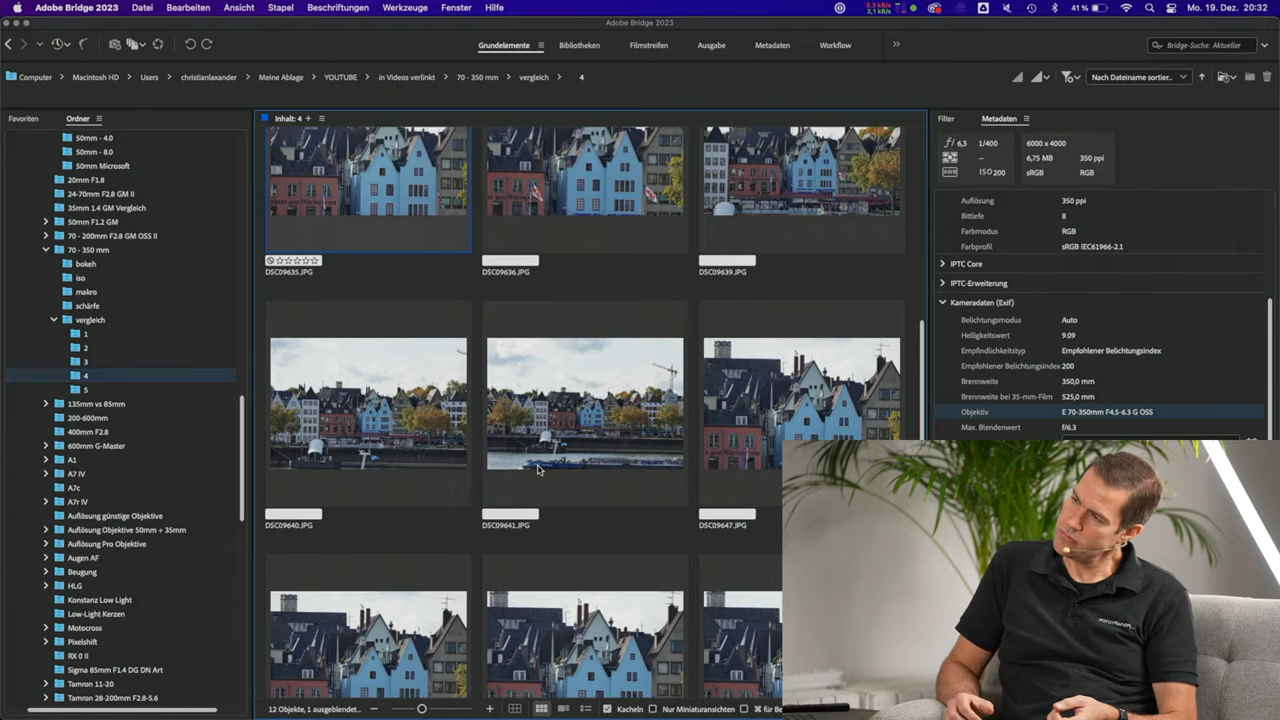 Adobe Bridge 2023 Datei Bearbeiten Ansicht Stapel Beschriftungen Werkzeuge Fenster Hilfe 41 % Mo. 19. Dez. 20:32
Adobe Bridge 2023
Grundelemente Bibliotheken Filmstreifen Ausgabe Metadaten Workflow Bridge-Suche: Aktueller
Computer Macintosh HD Users christianlaxander Meine Ablage YOUTUBE in Videos verlinkt 70 - 350 mm vergleich 4 Nach Dateiname sortier...
Favoriten Ordner
50mm - 4.0
50mm - 8.0
50mm Microsoft
20mm F1.8
24-70mm F2.8 GM II
35mm 1.4 GM Vergleich
50mm F1.2 GM
70 - 200mm F2.8 GM OSS II
70 - 350 mm
bokeh
iso
makro
schärfe
vergleich
1
2
3
4
5
135mm vs 85mm
200-600mm
400mm F2.8
600mm G-Master
A1
A7 IV
A7c
A7r IV
Auflösung günstige Objektive
Auflösung Objektive 50mm + 35mm
Auflösung Pro Objektive
Augen AF
Beugung
HLG
Konstanz Low Light
Low-Light Kerzen
Motocross
Pixelshift
RX 0 II
Sigma 85mm F1.4 DG DN Art
Tamron 11-20
Tamron 28-200mm F2.8-5.6
Inhalt: 4
DSC09635.JPG DSC09636.JPG DSC09639.JPG
DSC09640.JPG DSC09641.JPG DSC09647.JPG
12 Objekte, 1 ausgeblendet... Kacheln Nur Miniaturansichten ⌘ für Be
Filter Metadaten
f/ 6,3 1/400 6000 x 4000
-- 6,75 MB 350 ppi
AWB ISO 200 sRGB RGB
Auflösung 350 ppi
Bittiefe 8
Farbmodus RGB
Farbprofil sRGB IEC61966-2.1
IPTC Core
IPTC-Erweiterung
Kameradaten (Exif)
Belichtungsmodus Auto
Helligkeitswert 9.09
Empfindlichkeitstyp Empfohlener Belichtungsindex
Empfohlener Belichtungsindex 200
Brennweite 350,0 mm
Brennweite bei 35-mm-Film 525,0 mm
Objektiv E 70-350mm F4.5-6.3 G OSS
Max. Blendenwert f/6.3